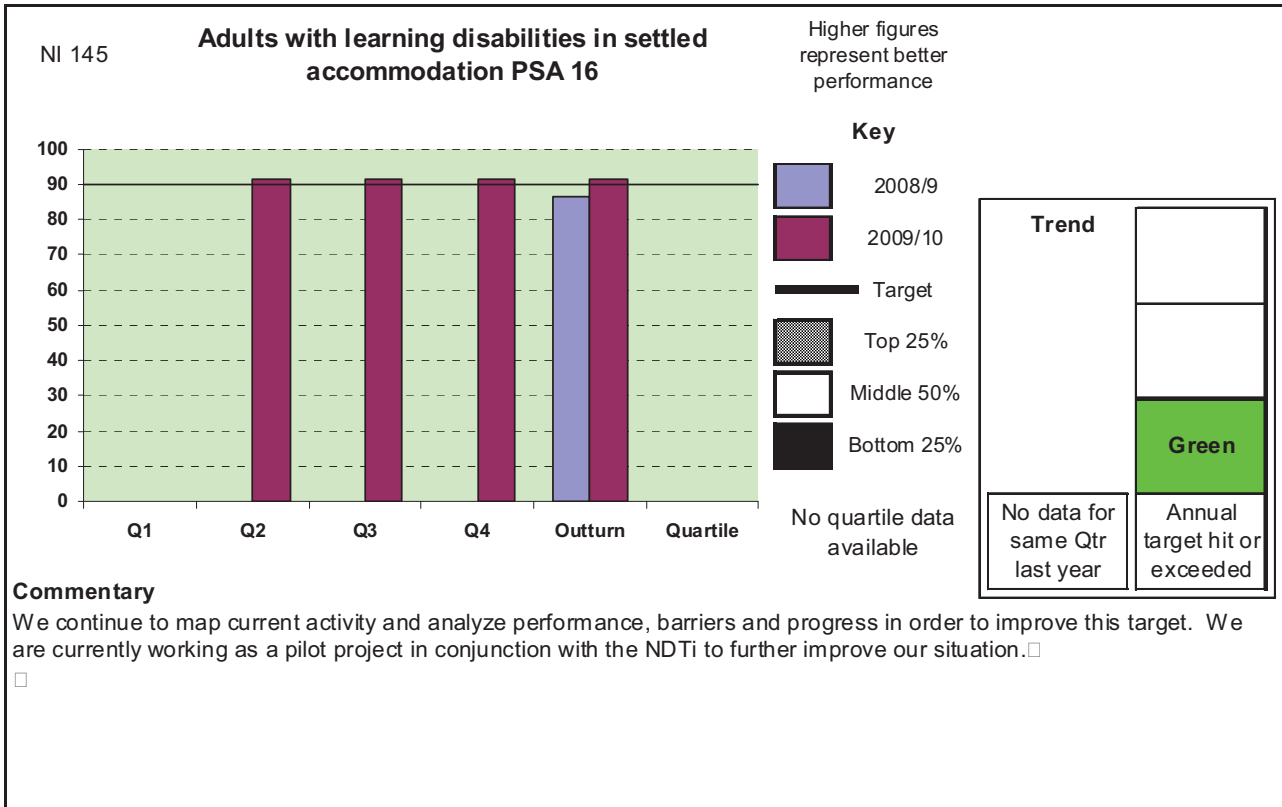 NI 145
Adults with learning disabilities in settled
accommodation PSA 16
Higher figures
represent better
performance
Key
100
90
80
70
60
50
40
30
20
10
0
Q1 Q2 Q3 Q4 Outturn Quartile
2008/9
2009/10
Target
Top 25%
Middle 50%
Bottom 25%
No quartile data
available
Trend
Green
No data for
same Qtr
last year
Annual
target hit or
exceeded
Commentary
We continue to map current activity and analyze performance, barriers and progress in order to improve this target. We
are currently working as a pilot project in conjunction with the NDTi to further improve our situation.□
□